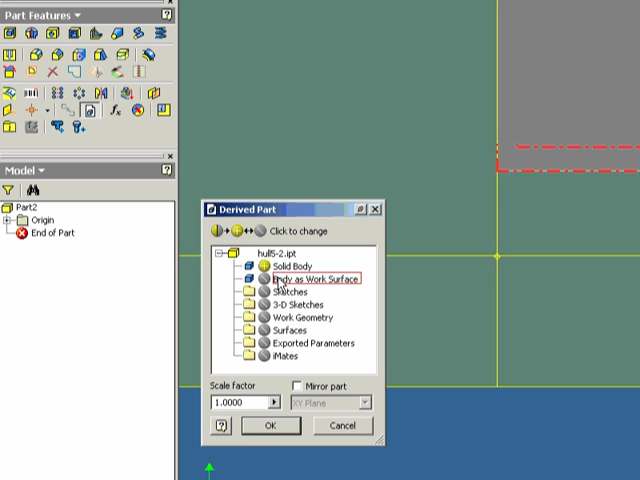 Part Features
Model
Part2
Origin
End of Part
Derived Part
Click to change
hull5-2.ipt
Solid Body
Body as Work Surface
Sketches
3-D Sketches
Work Geometry
Surfaces
Exported Parameters
iMates
Scale factor
Mirror part
1.0000
XY Plane
OK
Cancel